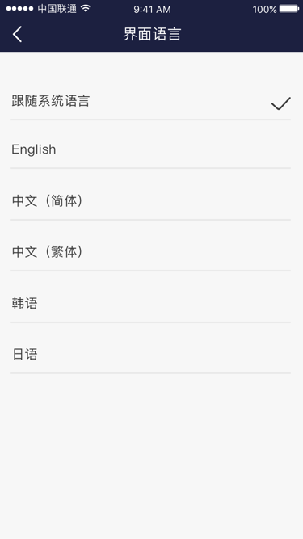 中国联通 9:41 AM 100%
界面语言
跟随系统语言
English
中文（简体）
中文（繁体）
韩语
日语